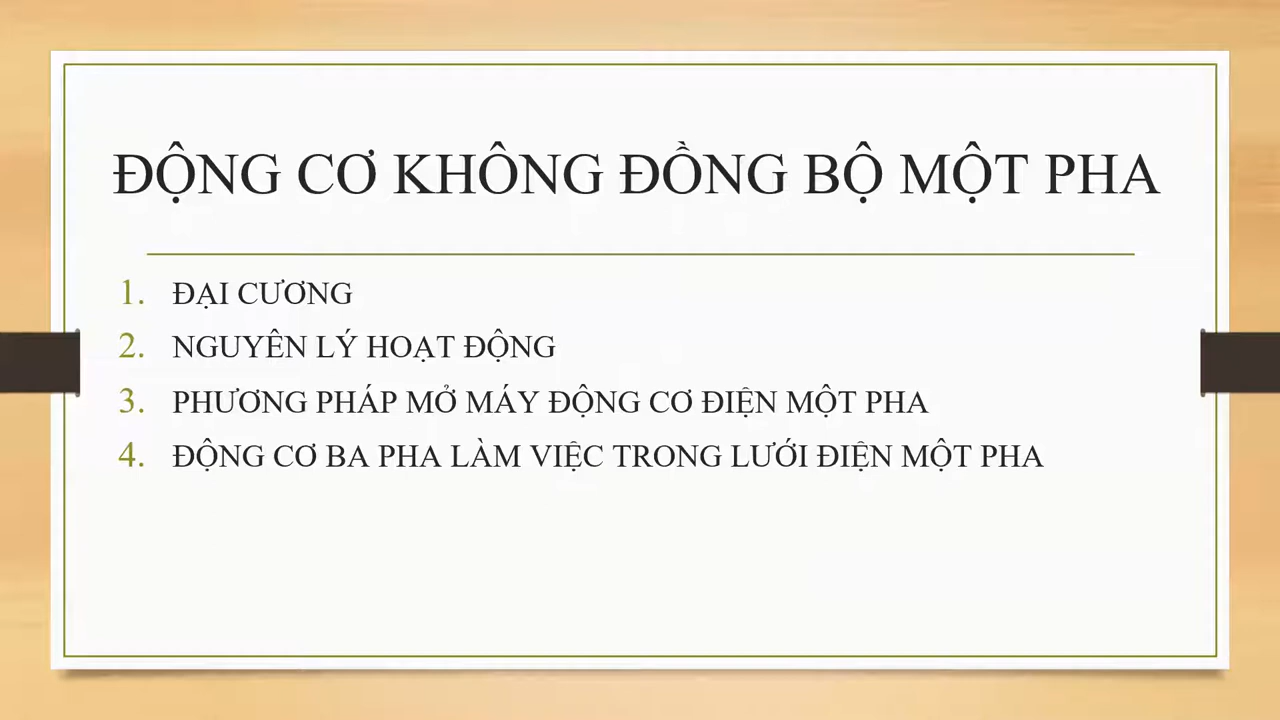 ĐỘNG CƠ KHÔNG ĐỒNG BỘ MỘT PHA
1. ĐẠI CƯƠNG
2. NGUYÊN LÝ HOẠT ĐỘNG
3. PHƯƠNG PHÁP MỞ MÁY ĐỘNG CƠ ĐIỆN MỘT PHA
4. ĐỘNG CƠ BA PHA LÀM VIỆC TRONG LƯỚI ĐIỆN MỘT PHA